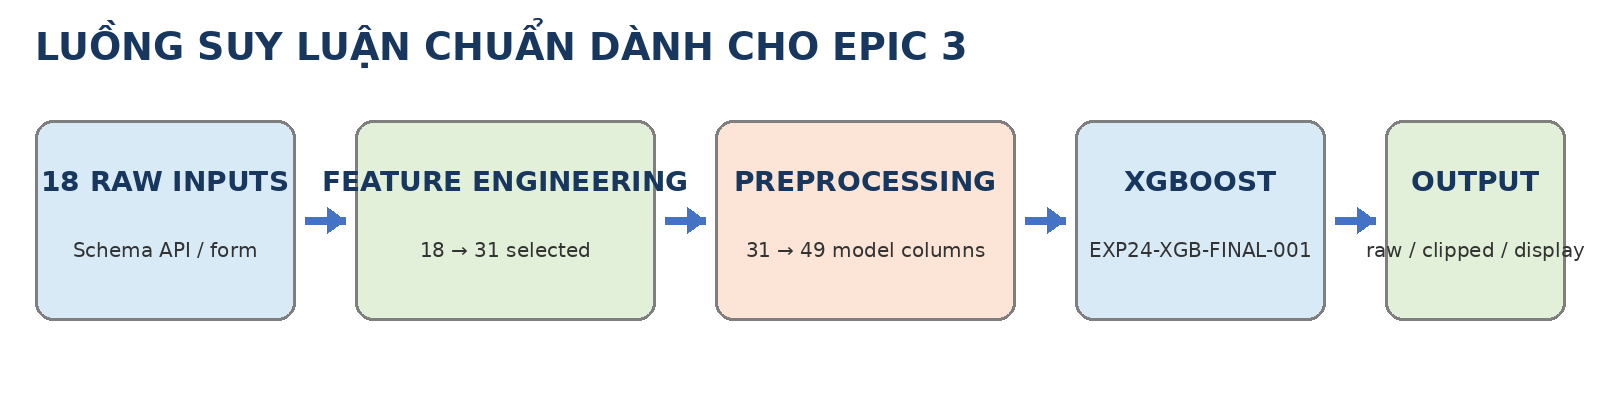 LUỒNG SUY LUẬN CHUẨN DÀNH CHO EPIC 3
18 RAW INPUTS
Schema API / form
FEATURE ENGINEERING
18 → 31 selected
PREPROCESSING
31 → 49 model columns
XGBOOST
EXP24-XGB-FINAL-001
OUTPUT
raw / clipped / display